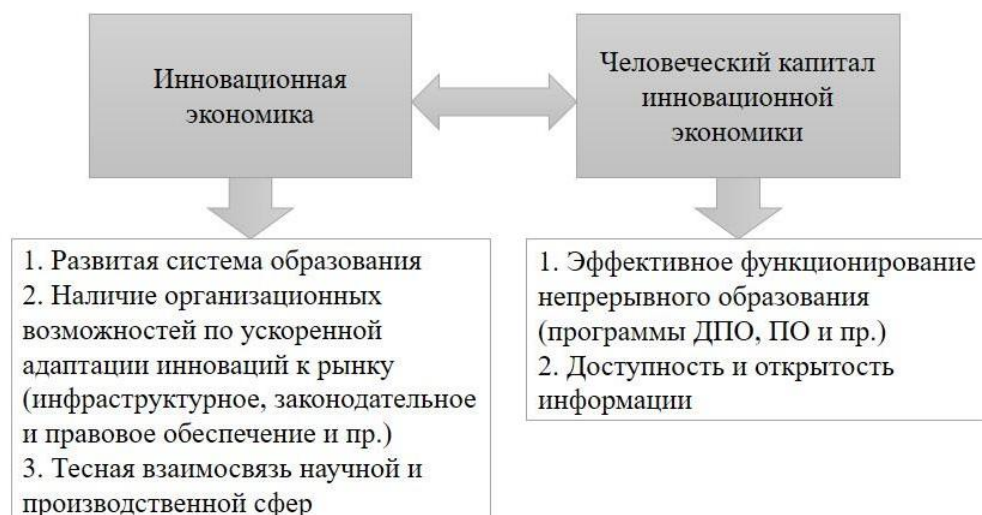 Инновационная
экономика
Человеческий капитал
инновационной
экономики
1. Развитая система образования
2. Наличие организационных
возможностей по ускоренной
адаптации инноваций к рынку
(инфраструктурное, законодательное
и правовое обеспечение и пр.)
3. Тесная взаимосвязь научной и
производственной сфер
1. Эффективное функционирование
непрерывного образования
(программы ДПО, ПО и пр.)
2. Доступность и открытость
информации